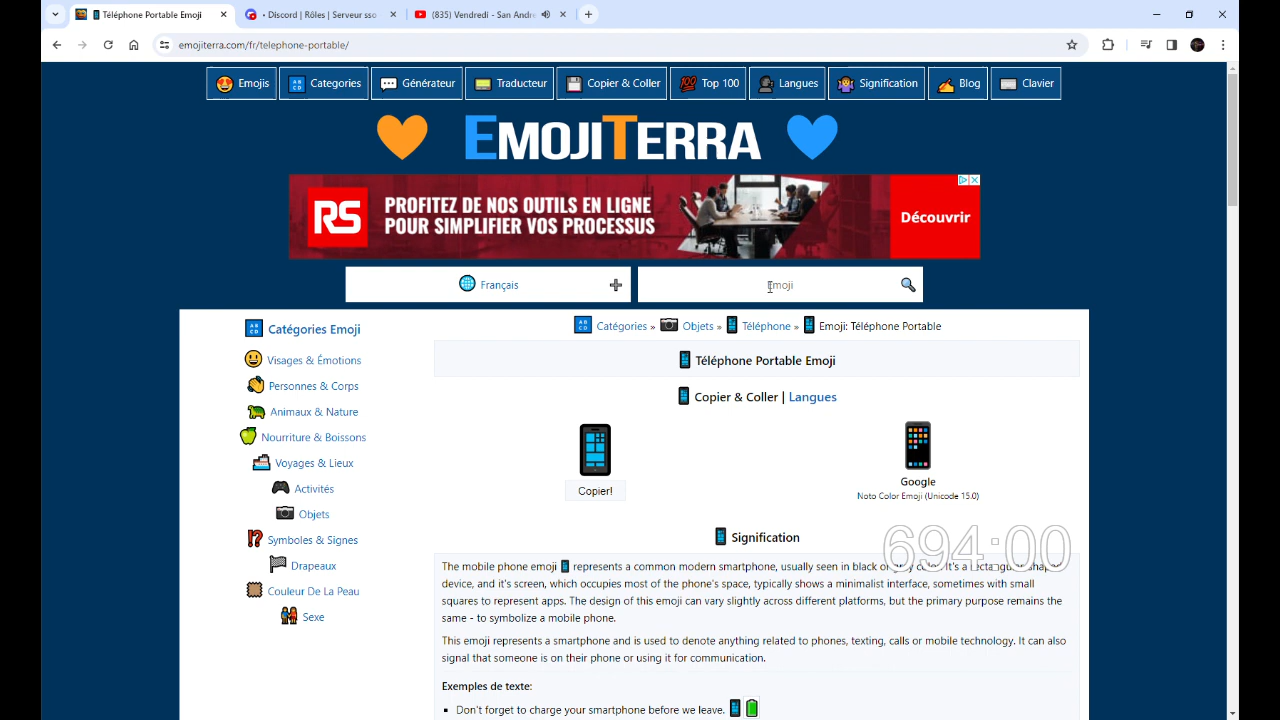 Téléphone Portable Emoji
• Discord | Rôles | Serveur sso
(835) Vendredi - San Andre
emojiterra.com/fr/telephone-portable/
Emojis
Categories
Générateur
Traducteur
Copier & Coller
Top 100
Langues
Signification
Blog
Clavier
EMOJITERRA
RS
PROFITEZ DE NOS OUTILS EN LIGNE
POUR SIMPLIFIER VOS PROCESSUS
Découvrir
Français
Emoji
Catégories Emoji
Visages & Émotions
Personnes & Corps
Animaux & Nature
Nourriture & Boissons
Voyages & Lieux
Activités
Objets
Symboles & Signes
Drapeaux
Couleur De La Peau
Sexe
Catégories » Objets » Téléphone » Emoji: Téléphone Portable
Téléphone Portable Emoji
Copier & Coller | Langues
Copier!
Google
Noto Color Emoji (Unicode 15.0)
Signification
694:00
The mobile phone emoji 📱 represents a common modern smartphone, usually seen in black or grey color. It's a rectangular shaped
device, and it's screen, which occupies most of the phone's space, typically shows a minimalist interface, sometimes with small
squares to represent apps. The design of this emoji can vary slightly across different platforms, but the primary purpose remains the
same - to symbolize a mobile phone.
This emoji represents a smartphone and is used to denote anything related to phones, texting, calls or mobile technology. It can also
signal that someone is on their phone or using it for communication.
Exemples de texte:
Don't forget to charge your smartphone before we leave. 📱🔋